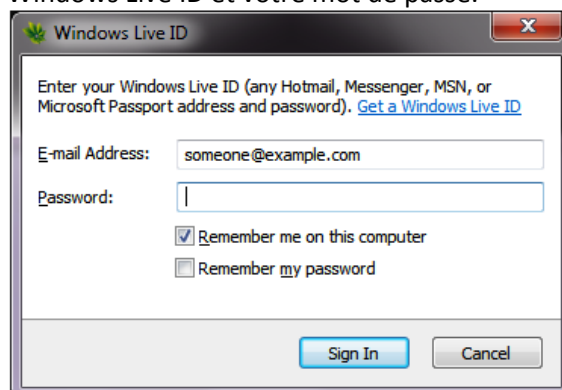 Windows Live ID et votre mot de passe.
Windows Live ID
Enter your Windows Live ID (any Hotmail, Messenger, MSN, or
Microsoft Passport address and password). Get a Windows Live ID
E-mail Address: someone@example.com
Password:
Remember me on this computer
Remember my password
Sign In Cancel